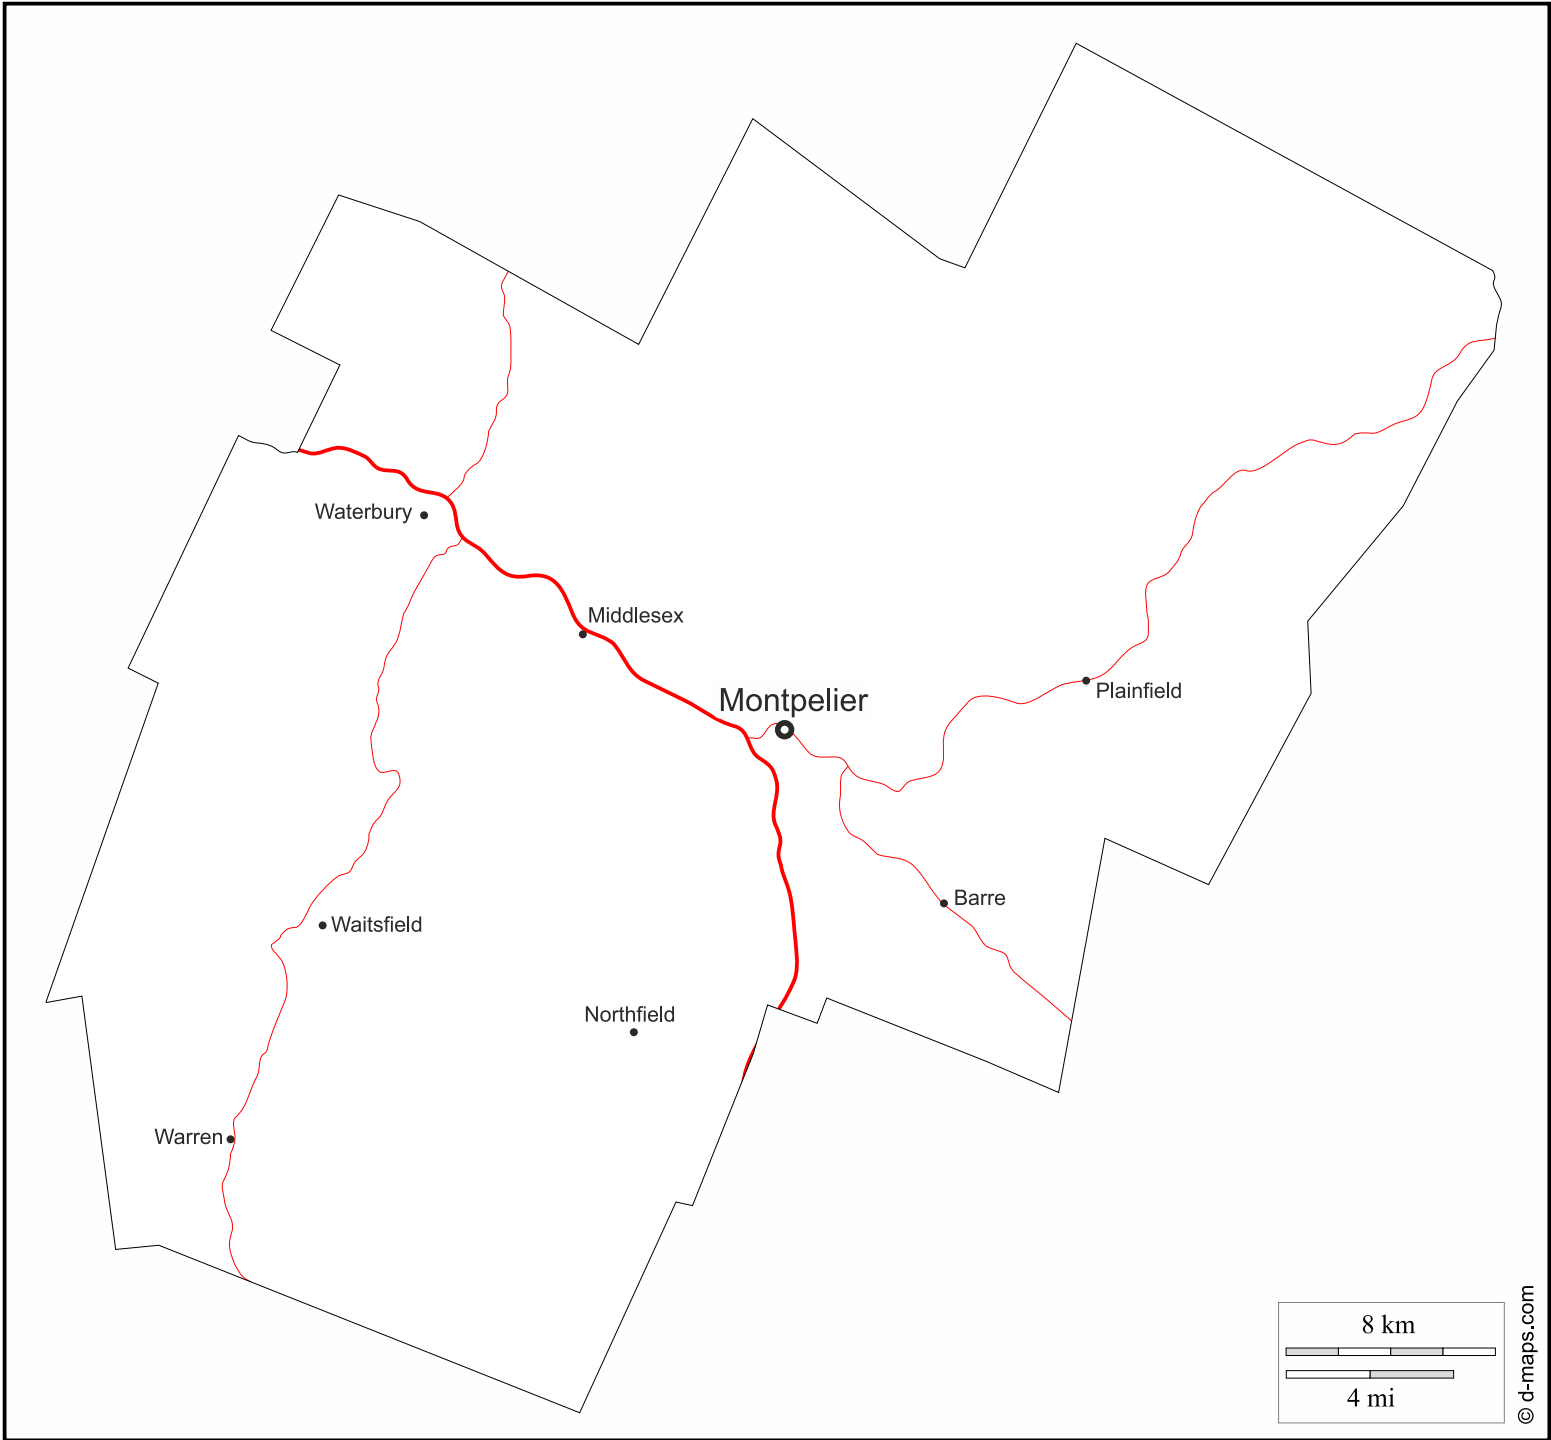 Waterbury
Middlesex
Montpelier
Plainfield
Barre
Waitsfield
Northfield
Warren
8 km
4 mi
© d-maps.com